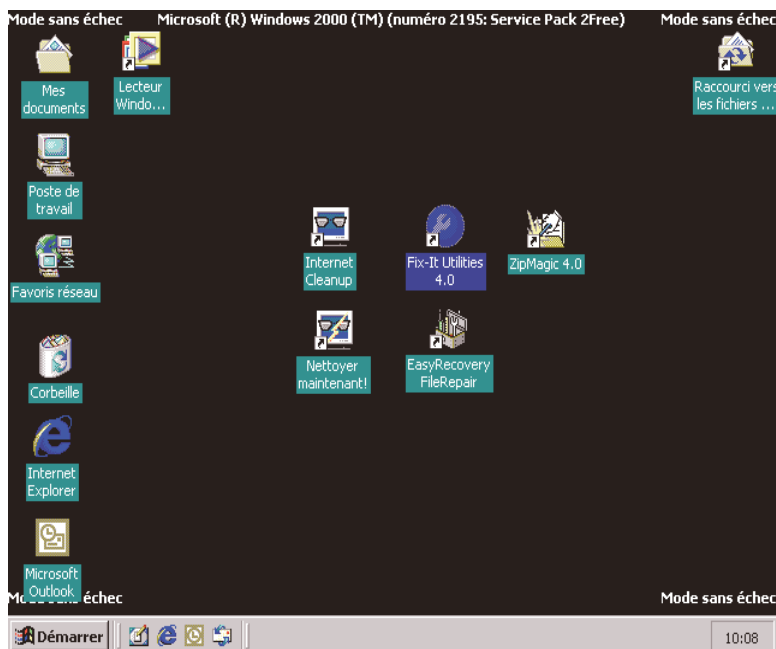 Mode sans échec
Microsoft (R) Windows 2000 (TM) (numéro 2195: Service Pack 2Free)
Mode sans échec
Mes
documents
Lecteur
Windo...
Raccourci vers
les fichiers ...
Poste de
travail
Internet
Cleanup
Fix-It Utilities
4.0
ZipMagic 4.0
Favoris réseau
Nettoyer
maintenant!
EasyRecovery
FileRepair
Corbeille
Internet
Explorer
Microsoft
Outlook
échec
Mode sans échec
Démarrer
10:08